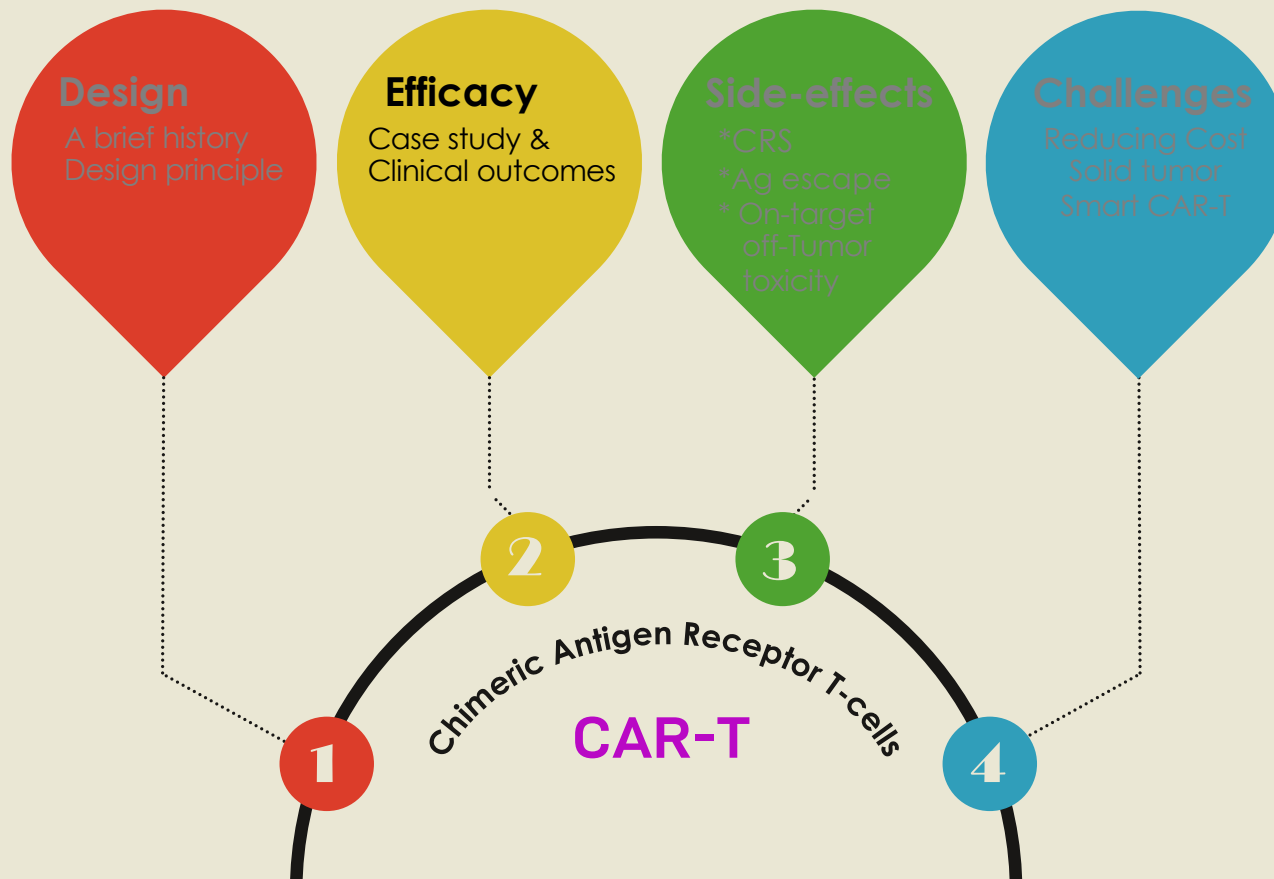 Design
A brief history
Design principle
Efficacy
Case study &
Clinical outcomes
Side-effects
*CRS
*Ag escape
* On-target
off-Tumor
toxicity
Challenges
Reducing Cost
Solid tumor
Smart CAR-T
1
2
3
4
Chimeric Antigen Receptor T-cells
CAR-T